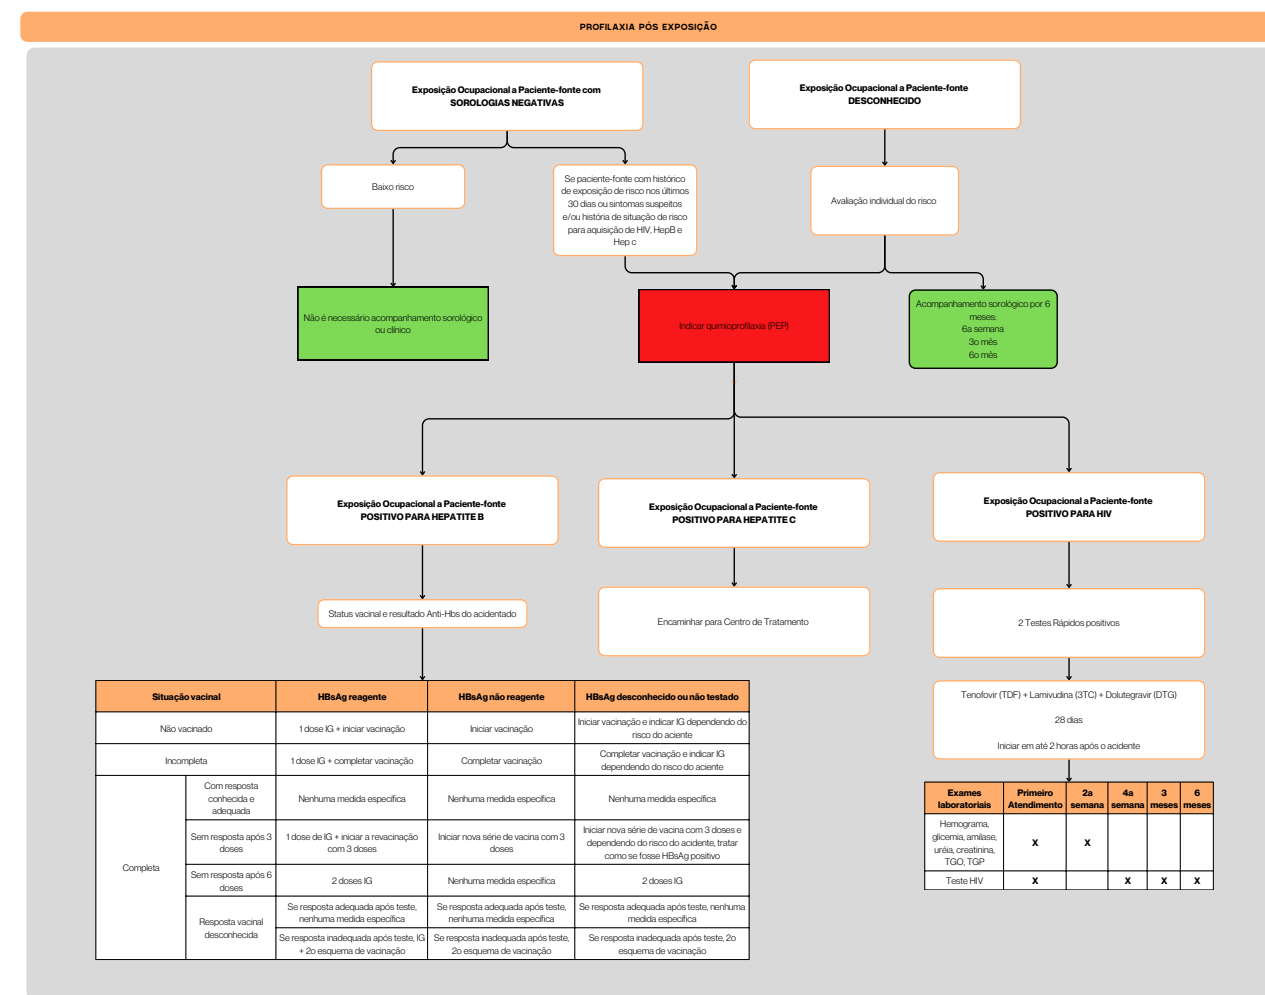 PROFILAXIA PÓS EXPOSIÇÃO
Exposição Ocupacional a Paciente-fonte com
SOROLOGIAS NEGATIVAS
Exposição Ocupacional a Paciente-fonte
DESCONHECIDO
Baixo risco
Se paciente-fonte com histórico
de exposição de risco nos últimos
30 dias ou sintomas suspeitos
e/ou história de situação de risco
para aquisição de HIV, HepB e
Hep c
Avaliação individual do risco
Não é necessário acompanhamento sorológico
ou clínico
Indicar quimioprofilaxia (PEP)
Acompanhamento sorológico por 6
meses:
6a semana
3o mês
6o mês
Exposição Ocupacional a Paciente-fonte
POSITIVO PARA HEPATITE B
Exposição Ocupacional a Paciente-fonte
POSITIVO PARA HEPATITE C
Exposição Ocupacional a Paciente-fonte
POSITIVO PARA HIV
Status vacinal e resultado Anti-Hbs do acidentado
Encaminhar para Centro de Tratamento
2 Testes Rápidos positivos
Tenofovir (TDF) + Lamivudina (3TC) + Dolutegravir (DTG)
28 dias
Iniciar em até 2 horas após o acidente
Situação vacinal
HBsAg reagente
HBsAg não reagente
HBsAg desconhecido ou não testado
Não vacinado
1 dose IG + iniciar vacinação
Iniciar vacinação
Iniciar vacinação e indicar IG dependendo do
risco do aciente
Incompleta
1 dose IG + completar vacinação
Completar vacinação
Completar vacinação e indicar IG
dependendo do risco do aciente
Completa
Com resposta
conhecida e
adequada
Nenhuma medida específica
Nenhuma medida específica
Nenhuma medida específica
Sem resposta após 3
doses
1 dose de IG + iniciar a revacinação
com 3 doses
Iniciar nova série de vacina com 3
doses
Iniciar nova série de vacina com 3 doses e
dependendo do risco do acidente, tratar
como se fosse HBsAg positivo
Sem resposta após 6
doses
2 doses IG
Nenhuma medida específica
2 doses IG
Resposta vacinal
desconhecida
Se resposta adequada após teste,
nenhuma medida específica
Se resposta adequada após teste,
nenhuma medida específica
Se resposta adequada após teste, nenhuma
medida específica
Se resposta inadequada após teste, IG
+ 2o esquema de vacinação
Se resposta inadequada após teste,
2o esquema de vacinação
Se resposta inadequada após teste, 2o
esquema de vacinação
Exames
laboratoriais
Primeiro
Atendimento
2a
semana
4a
semana
3
meses
6
meses
Hemograma,
glicemia, amilase,
uréia, creatinina,
TGO, TGP
X
X
Teste HIV
X
X
X
X